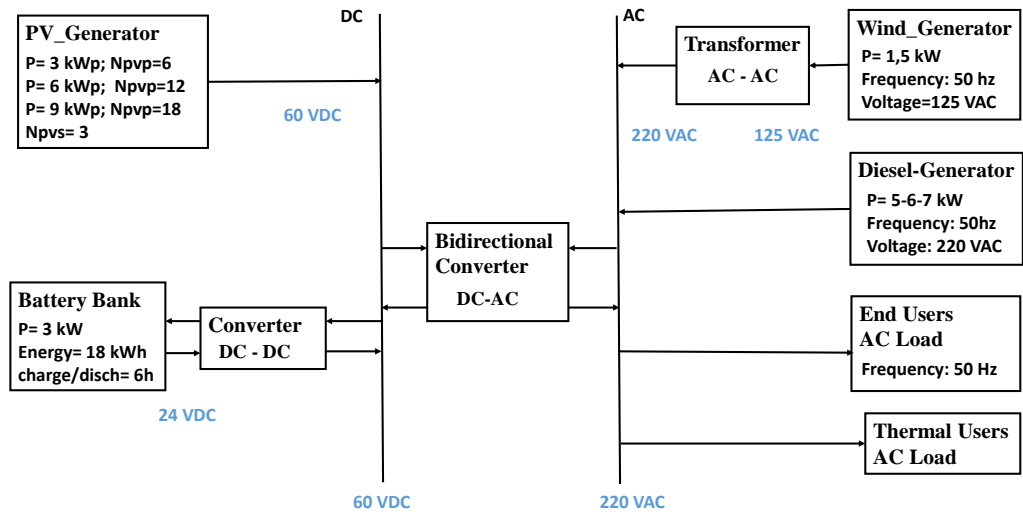 PV_Generator
P= 3 kWp; Npvp=6
P= 6 kWp; Npvp=12
P= 9 kWp; Npvp=18
Npvs= 3
DC
60 VDC
AC
Transformer
AC - AC
220 VAC
125 VAC
Wind_Generator
P= 1,5 kW
Frequency: 50 hz
Voltage=125 VAC
Diesel-Generator
P= 5-6-7 kW
Frequency: 50hz
Voltage: 220 VAC
Bidirectional
Converter
DC-AC
Battery Bank
P= 3 kW
Energy= 18 kWh
charge/disch= 6h
24 VDC
Converter
DC - DC
End Users
AC Load
Frequency: 50 Hz
Thermal Users
AC Load
60 VDC
220 VAC